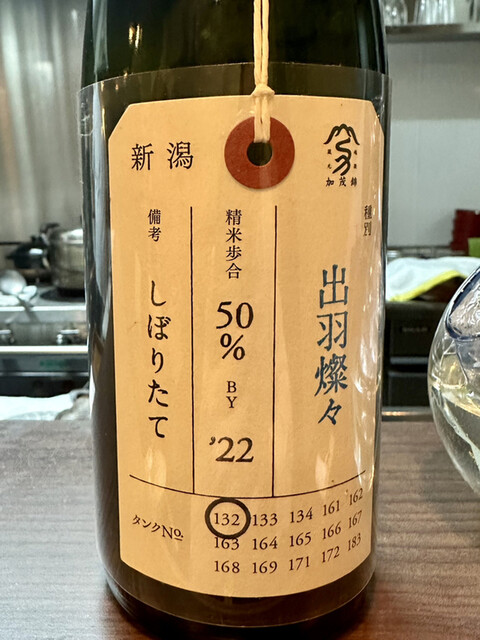 新潟
加茂錦
種別
出羽燦々
精米歩合
50%
BY
'22
備考
しぼりたて
タンクNo.
132 133 134 161 162
163 164 165 166 167
168 169 171 172 183